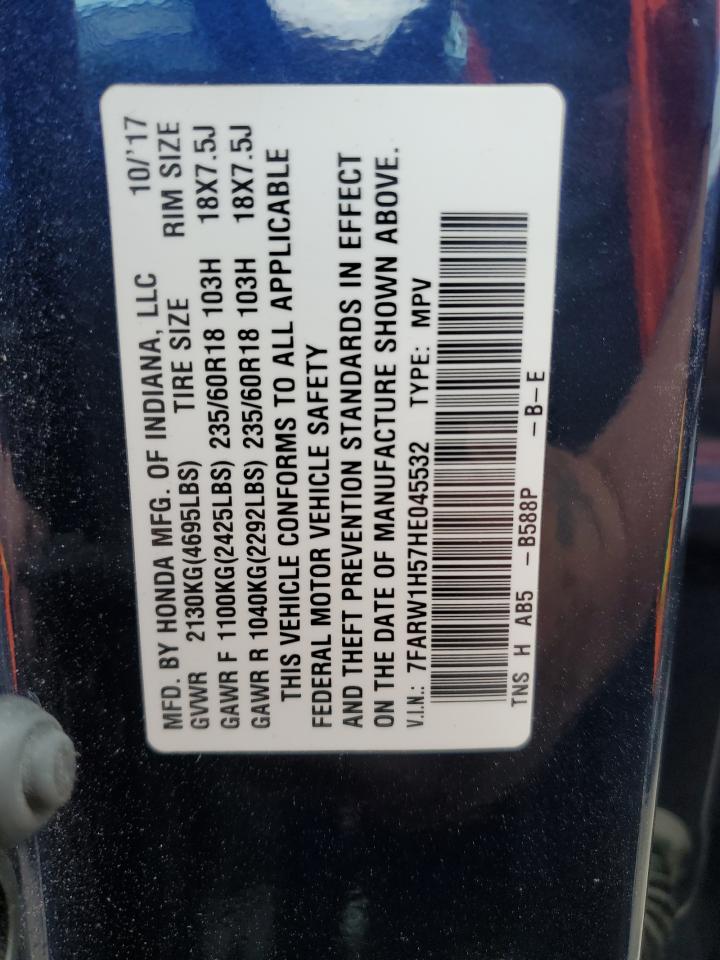 MFD. BY HONDA MFG. OF INDIANA, LLC 10/'17
GVWR 2130KG(4695LBS) TIRE SIZE RIM SIZE
GAWR F 1100KG(2425LBS) 235/60R18 103H 18X7.5J
GAWR R 1040KG(2292LBS) 235/60R18 103H 18X7.5J
THIS VEHICLE CONFORMS TO ALL APPLICABLE
FEDERAL MOTOR VEHICLE SAFETY
AND THEFT PREVENTION STANDARDS IN EFFECT
ON THE DATE OF MANUFACTURE SHOWN ABOVE.
V.I.N.: 7FARW1H57HE045532 TYPE: MPV
TNS H AB5 -B588P -B-E